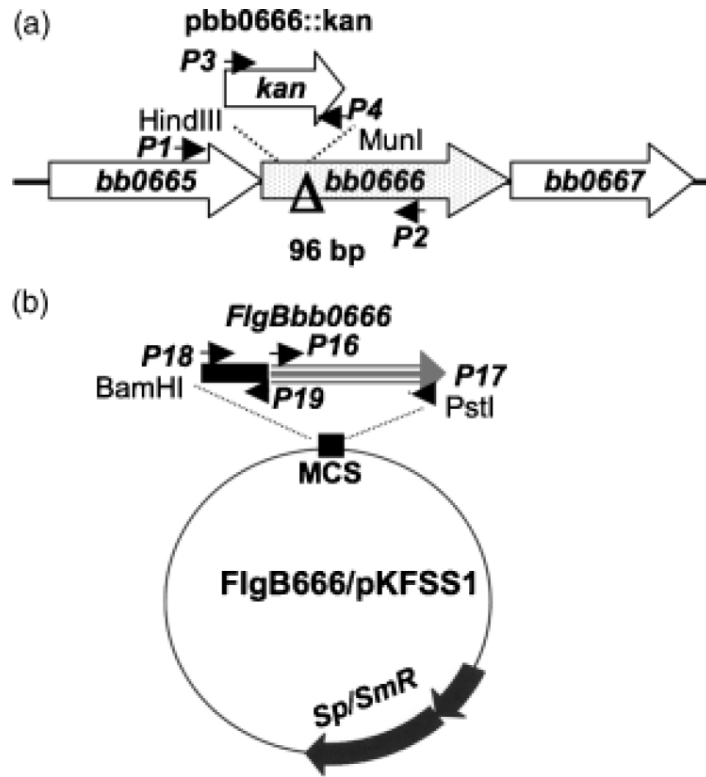 (a)
pbb0666::kan
P3
kan
P4
HindIII
MunI
P1
bb0665
bb0666
bb0667
Δ
P2
96 bp
(b)
FlgBbb0666
P18
P16
P17
BamHI
P19
PstI
MCS
FlgB666/pKFSS1
Sp/SmR